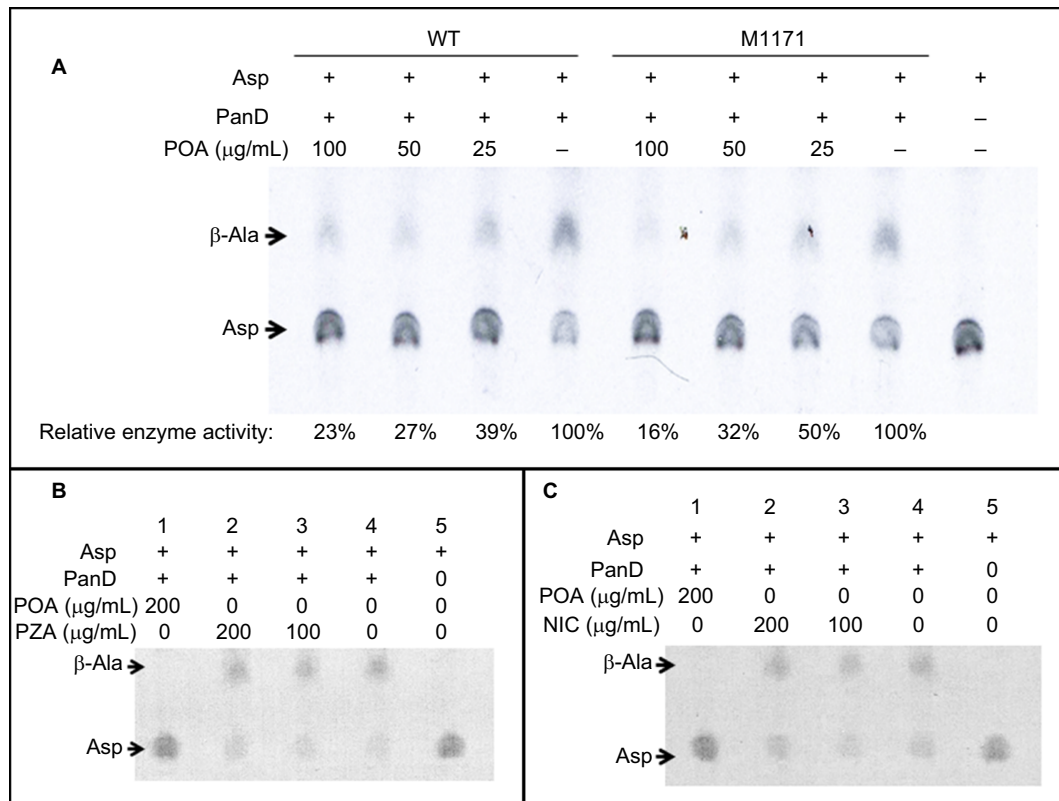 WT M1171
A
Asp + + + + + + + + +
PanD + + + + + + + + –
POA (μg/mL) 100 50 25 – 100 50 25 – –
β-Ala
Asp
Relative enzyme activity: 23% 27% 39% 100% 16% 32% 50% 100%
B
1 2 3 4 5
Asp + + + + +
PanD + + + + 0
POA (μg/mL) 200 0 0 0 0
PZA (μg/mL) 0 200 100 0 0
β-Ala
Asp
C
1 2 3 4 5
Asp + + + + +
PanD + + + + 0
POA (μg/mL) 200 0 0 0 0
NIC (μg/mL) 0 200 100 0 0
β-Ala
Asp